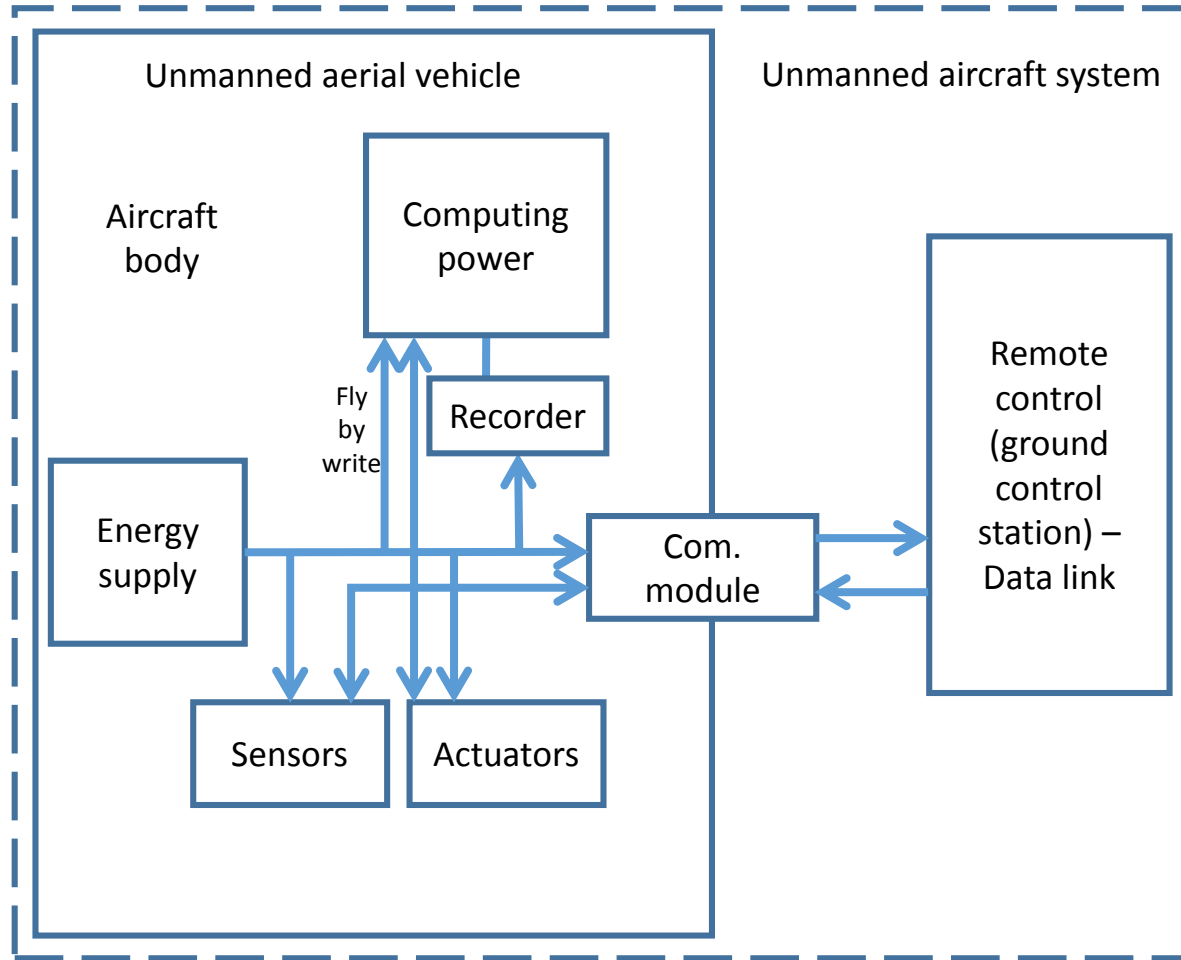 Unmanned aerial vehicle
Unmanned aircraft system
Aircraft
body
Computing
power
Fly
by
write
Recorder
Energy
supply
Com.
module
Remote
control
(ground
control
station) –
Data link
Sensors
Actuators